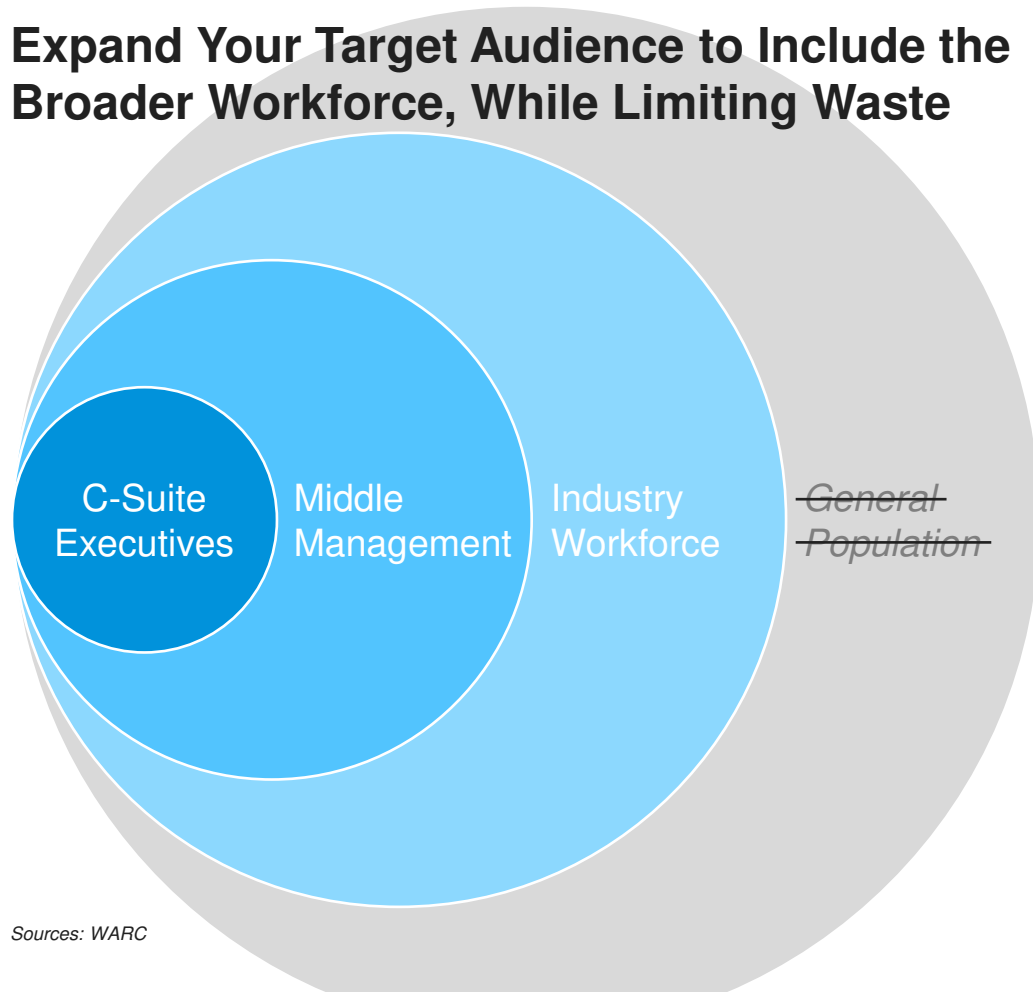 Expand Your Target Audience to Include the
Broader Workforce, While Limiting Waste
C-Suite
Executives
Middle
Management
Industry
Workforce
General
Population
Sources: WARC